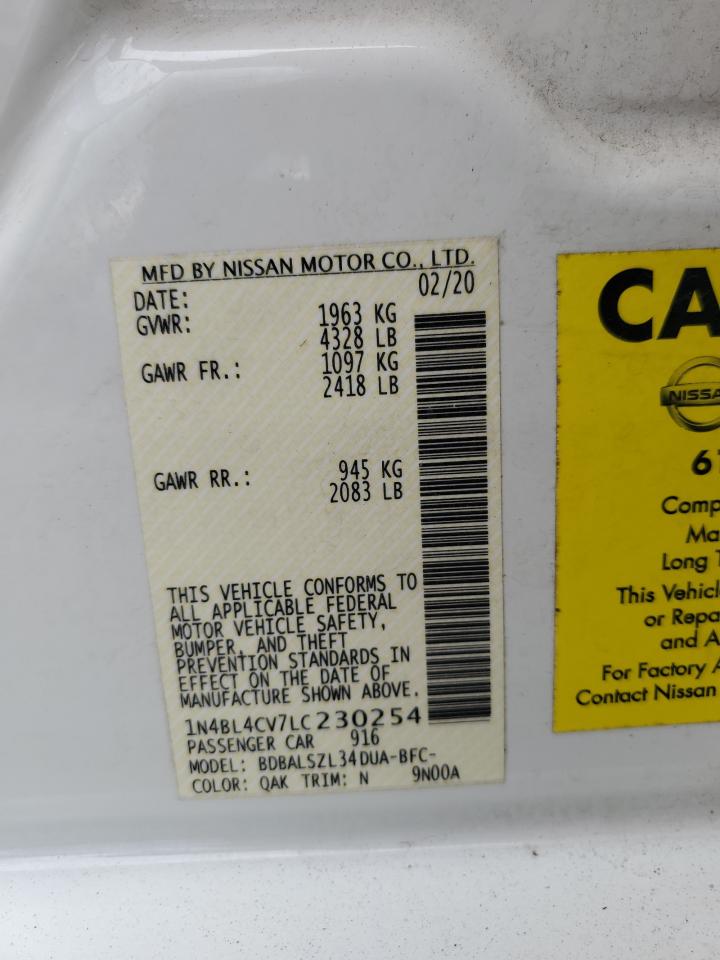 MFD BY NISSAN MOTOR CO., LTD.
DATE: 02/20
GVWR: 1963 KG
4328 LB
GAWR FR.: 1097 KG
2418 LB
GAWR RR.: 945 KG
2083 LB
THIS VEHICLE CONFORMS TO
ALL APPLICABLE FEDERAL
MOTOR VEHICLE SAFETY,
BUMPER, AND THEFT
PREVENTION STANDARDS IN
EFFECT ON THE DATE OF
MANUFACTURE SHOWN ABOVE.
1N4BL4CV7LC230254
PASSENGER CAR 916
MODEL: BDBALSZL34DUA-BFC-
COLOR: QAK TRIM: N 9N00A
CA
NISSA
6
Comp
Ma
Long
This Vehicl
or Repa
and A
For Factory A
Contact Nissan